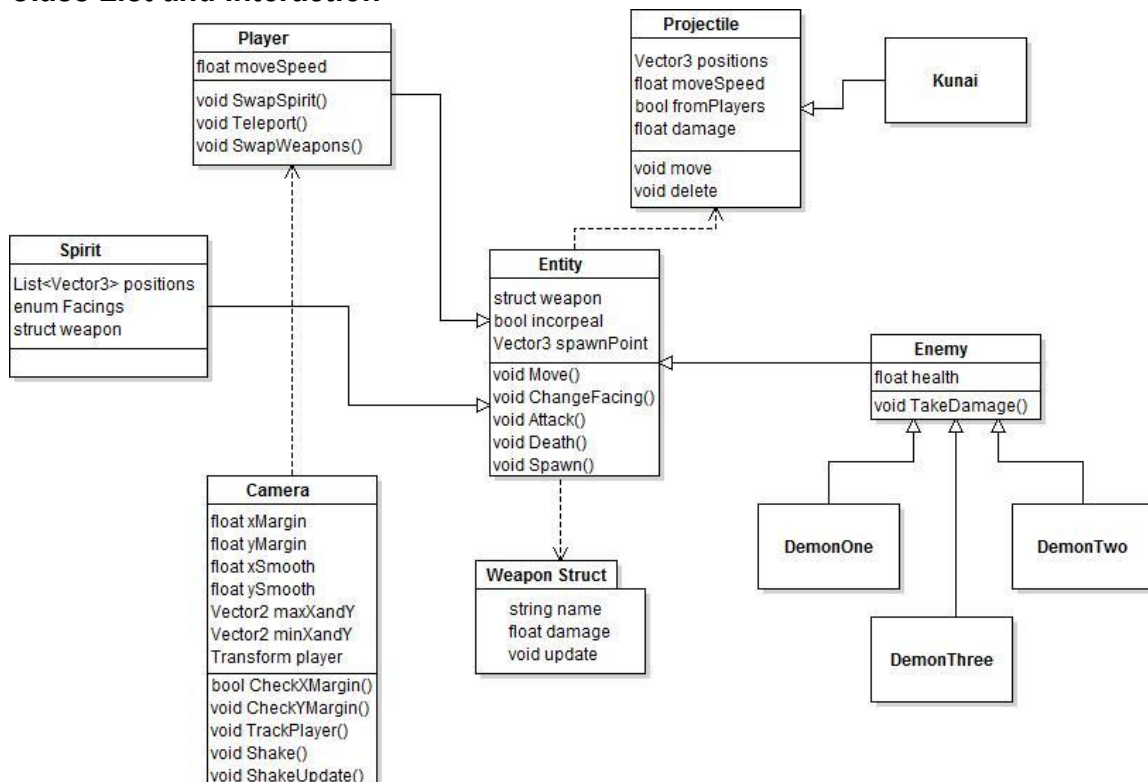 Class List and Interaction
Player
float moveSpeed
void SwapSpirit()
void Teleport()
void SwapWeapons()
Projectile
Vector3 positions
float moveSpeed
bool fromPlayers
float damage
void move
void delete
Kunai
Spirit
List<Vector3> positions
enum Facings
struct weapon
Entity
struct weapon
bool incorpeal
Vector3 spawnPoint
void Move()
void ChangeFacing()
void Attack()
void Death()
void Spawn()
Enemy
float health
void TakeDamage()
Camera
float xMargin
float yMargin
float xSmooth
float ySmooth
Vector2 maxXandY
Vector2 minXandY
Transform player
bool CheckXMargin()
void CheckYMargin()
void TrackPlayer()
void Shake()
void ShakeUpdate()
Weapon Struct
string name
float damage
void update
DemonOne
DemonTwo
DemonThree